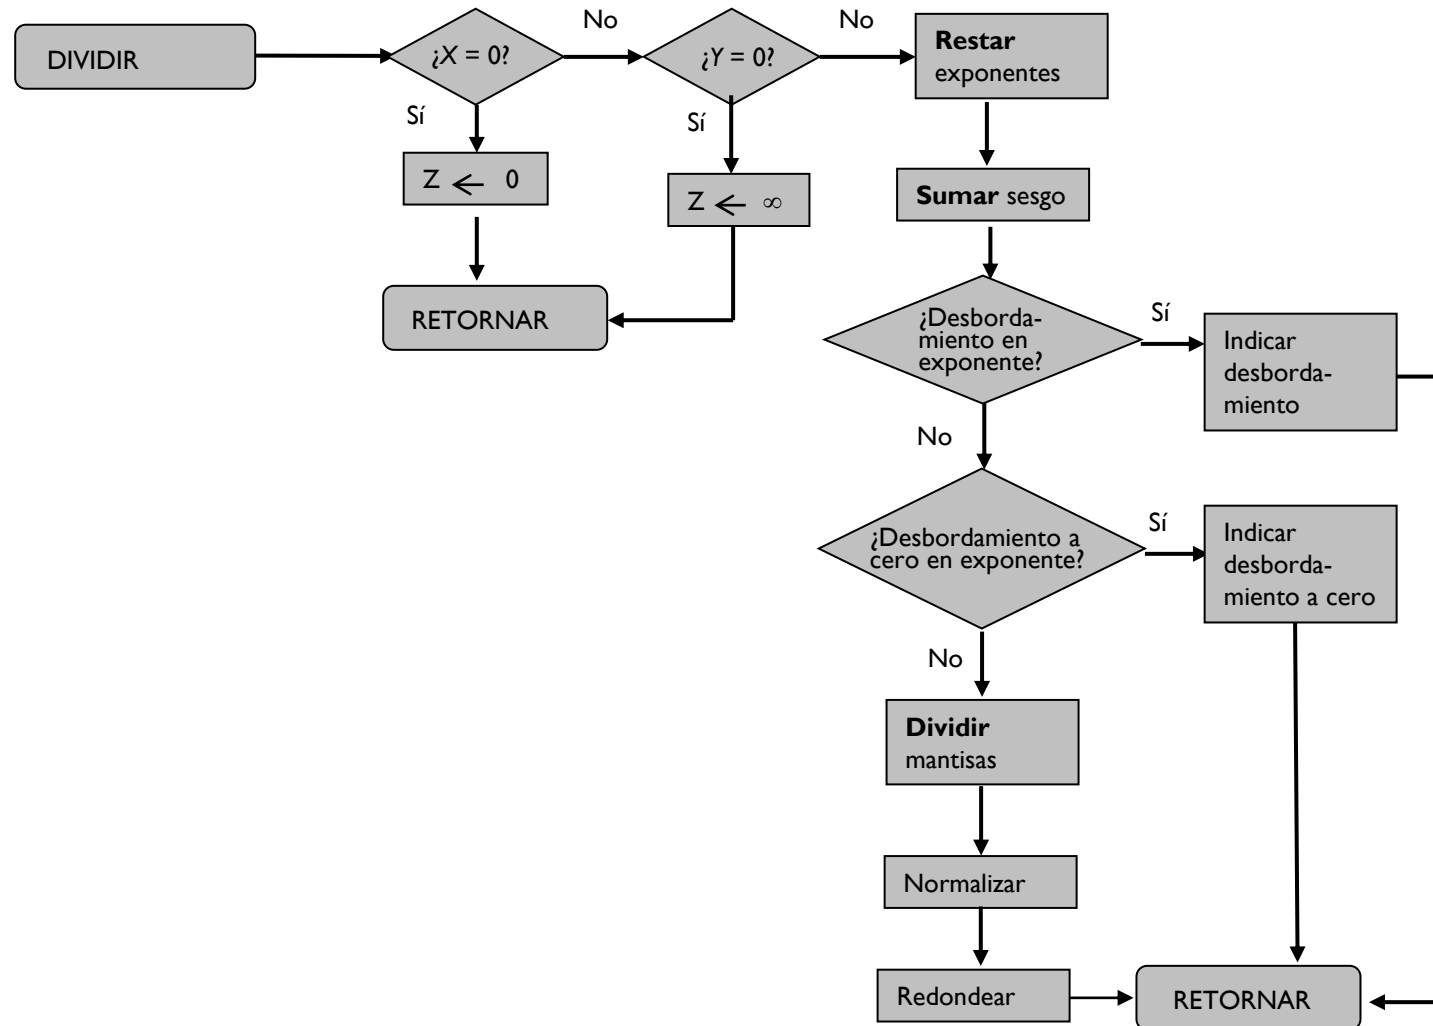 DIVIDIR
¿X = 0?
No
¿Y = 0?
No
Restar
exponentes
Sí
Sí
Z ← 0
Z ← ∞
Sumar sesgo
RETORNAR
¿Desborda-
miento en
exponente?
Sí
Indicar
desborda-
miento
No
¿Desbordamiento a
cero en exponente?
Sí
Indicar
desborda-
miento a cero
No
Dividir
mantisas
Normalizar
Redondear
RETORNAR